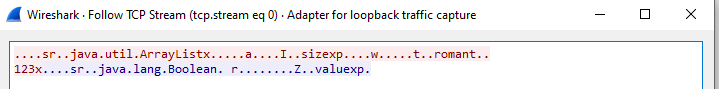 Wireshark · Follow TCP Stream (tcp.stream eq 0) · Adapter for loopback traffic capture
....sr..java.util.ArrayListx.....a....I..sizexp....w.....t..romant..
123x....sr..java.lang.Boolean. r........Z..valuexp.